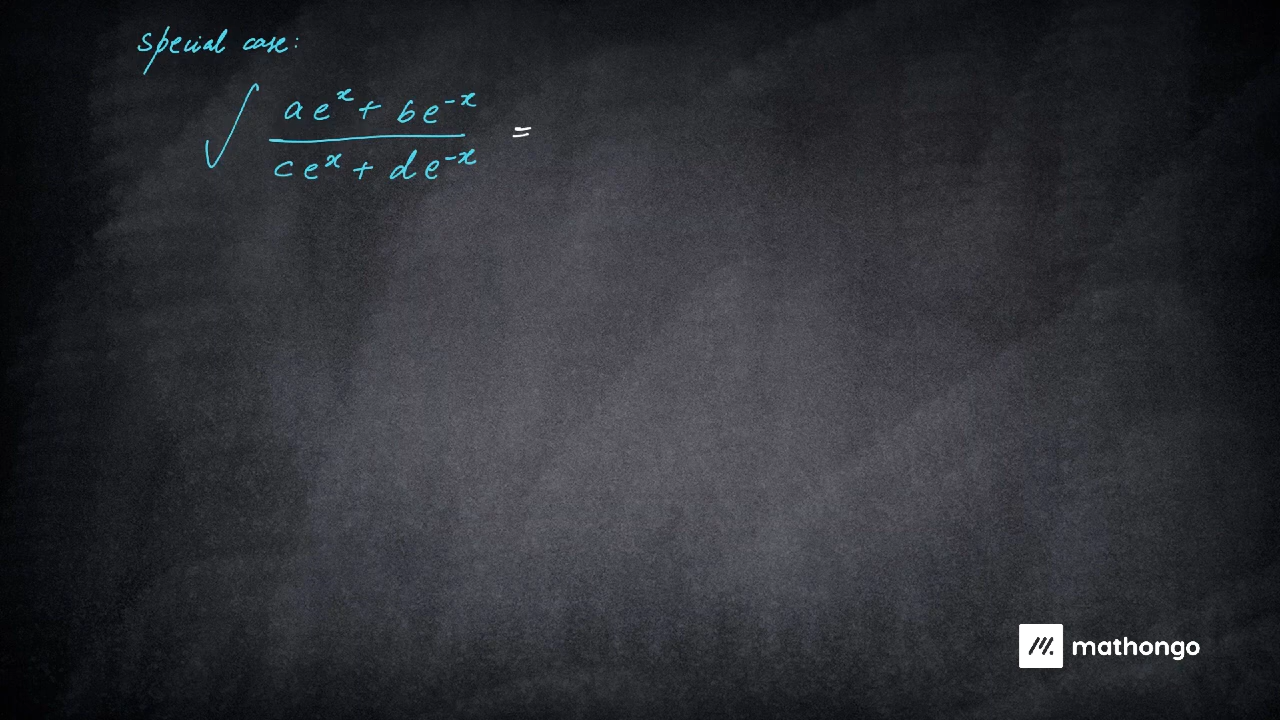 Special case:
∫ (ae^x + be^-x) / (ce^x + de^-x) =
mathongo